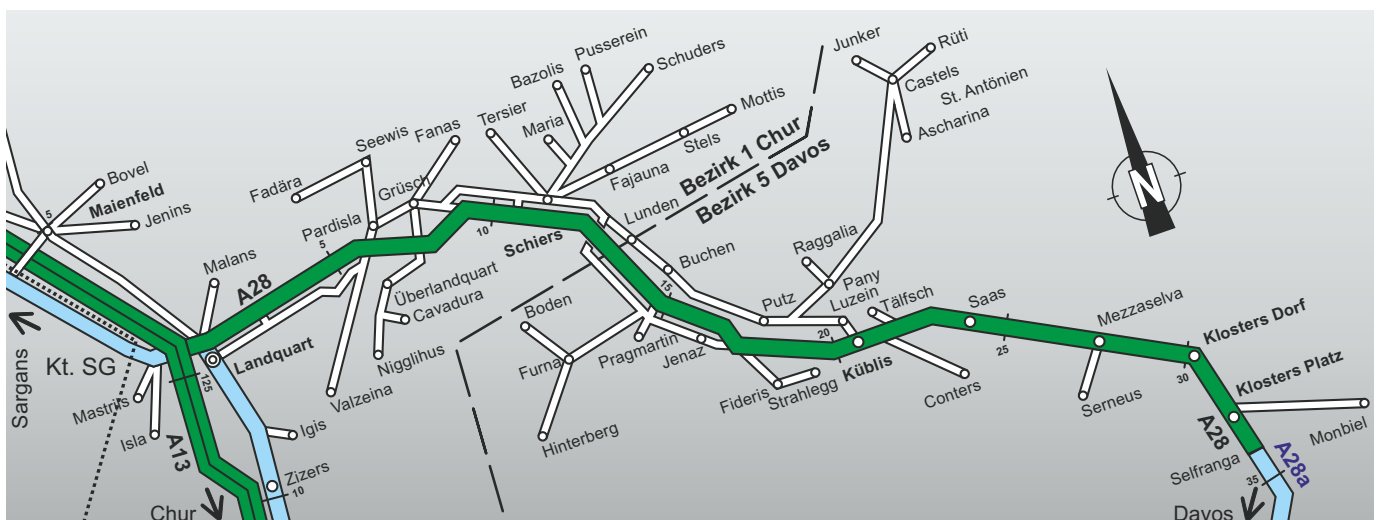 Junker
Rüti
Pusserein
Schuders
Bazolis
Castels
St. Antönien
Mottis
Tersier
Maria
Stels
Ascharina
Seewis
Fanas
Bezirk 1 Chur
Bezirk 5 Davos
Bovel
Maienfeld
Jenins
5
Fadära
Grüsch
Fajauna
N
Pardisla
5
10
Schiers
Lunden
Malans
A28
Buchen
Raggalia
Pany
Überlandquart
Cavadura
15
Putz
Luzein
Tälfsch
Saas
Mezzaselva
Klosters Dorf
Boden
20
25
Sargans
Kt. SG
Landquart
Nigglihus
Furna
Pragmartin
Jenaz
Küblis
30
Klosters Platz
125
Mastrils
Valzeina
Fideris
Strahlegg
Conters
Serneus
Isla
A13
Igis
Hinterberg
A28
Monbiel
Zizers
10
Selfranga
35
A28a
Chur
Davos